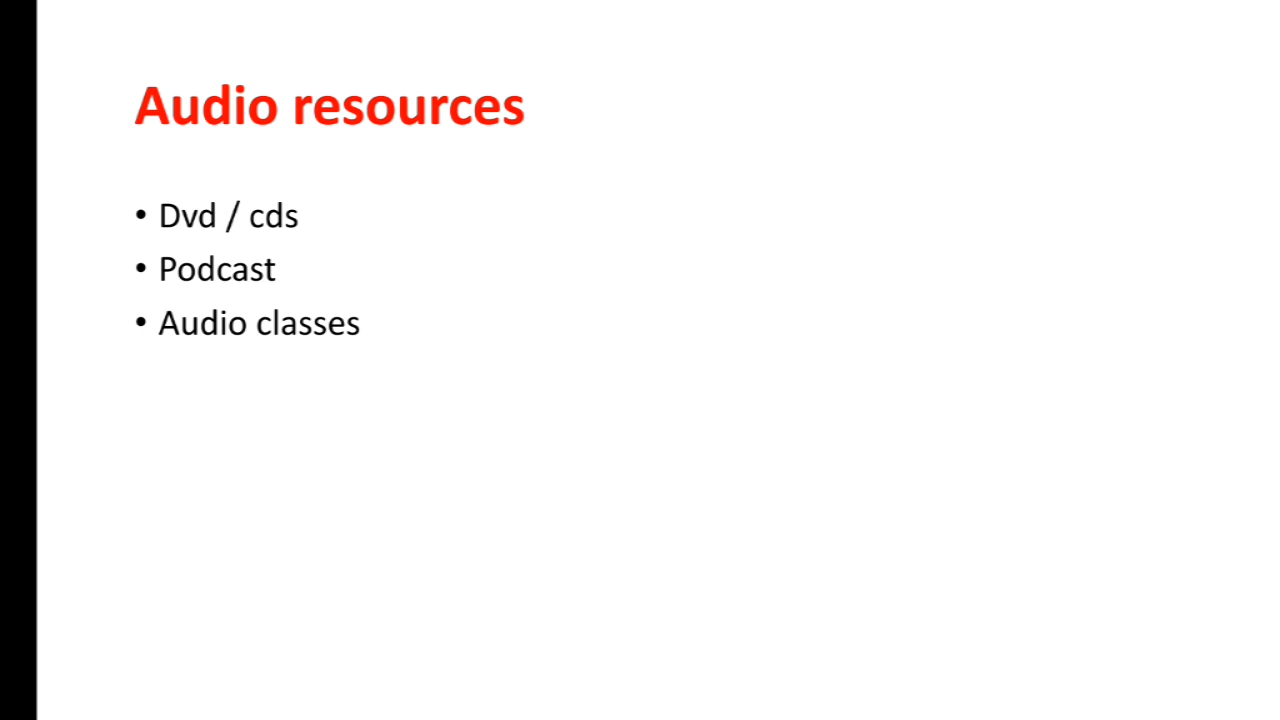 Audio resources
• Dvd / cds
• Podcast
• Audio classes